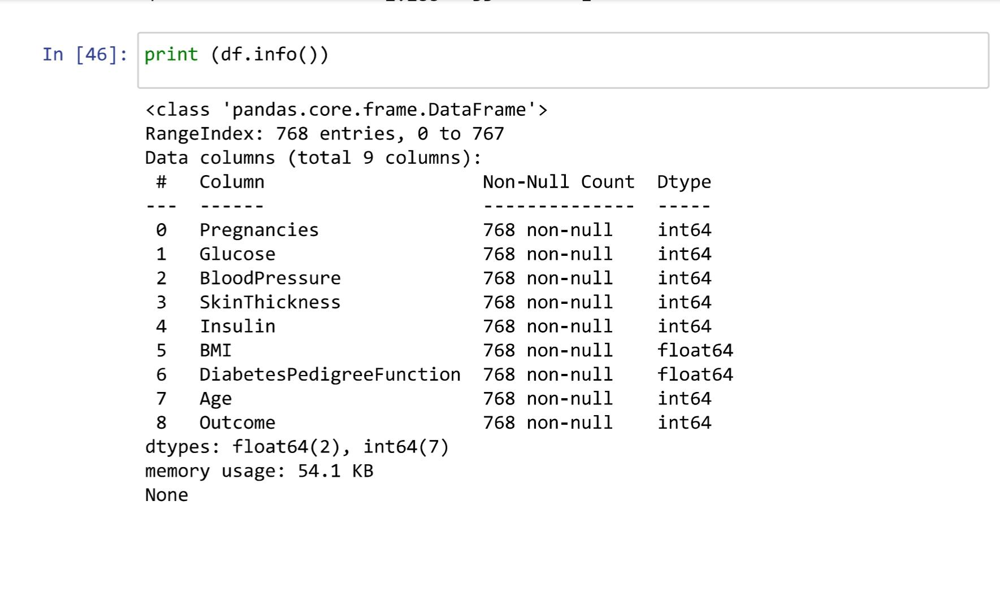 In [46]: print (df.info())
<class 'pandas.core.frame.DataFrame'>
RangeIndex: 768 entries, 0 to 767
Data columns (total 9 columns):
 #   Column                    Non-Null Count  Dtype
---  ------                    --------------  -----
 0   Pregnancies               768 non-null    int64
 1   Glucose                   768 non-null    int64
 2   BloodPressure             768 non-null    int64
 3   SkinThickness             768 non-null    int64
 4   Insulin                   768 non-null    int64
 5   BMI                       768 non-null    float64
 6   DiabetesPedigreeFunction  768 non-null    float64
 7   Age                       768 non-null    int64
 8   Outcome                   768 non-null    int64
dtypes: float64(2), int64(7)
memory usage: 54.1 KB
None